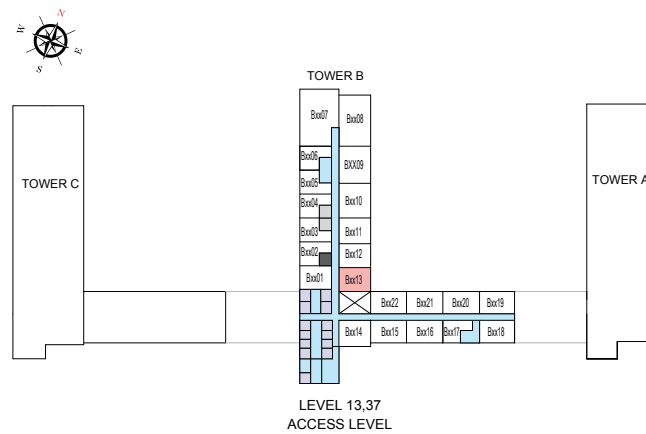 N
W
E
S
TOWER B
Bxx07
Bxx08
Bxx06
BXX09
Bxx05
TOWER C
TOWER A
Bxx04
Bxx10
Bxx03
Bxx11
Bxx02
Bxx12
Bxx01
Bxx13
Bxx22
Bxx21
Bxx20
Bxx19
Bxx14
Bxx15
Bxx16
Bxx17
Bxx18
LEVEL 13,37
ACCESS LEVEL